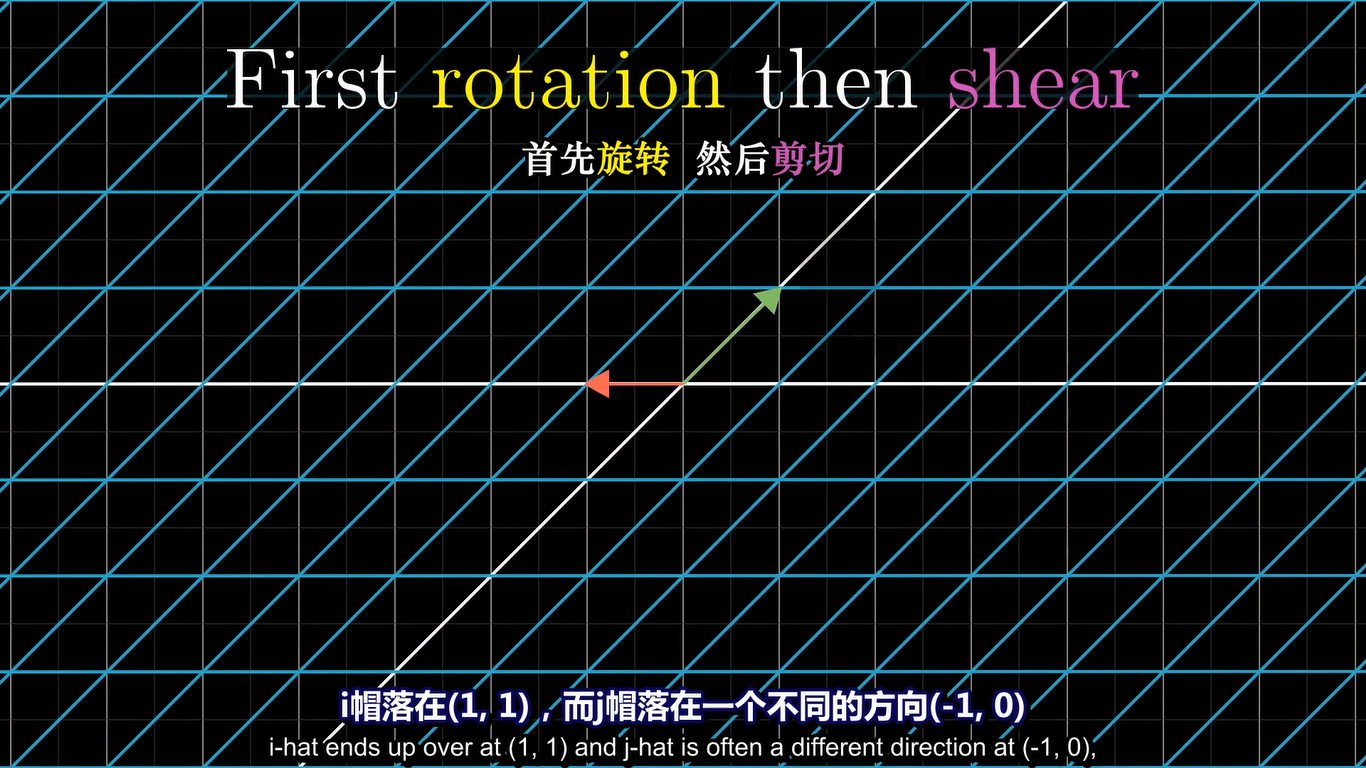 First rotation then shear
首先旋转 然后剪切
i帽落在(1, 1)，而j帽落在一个不同的方向(-1, 0)
i-hat ends up over at (1, 1) and j-hat is often a different direction at (-1, 0),